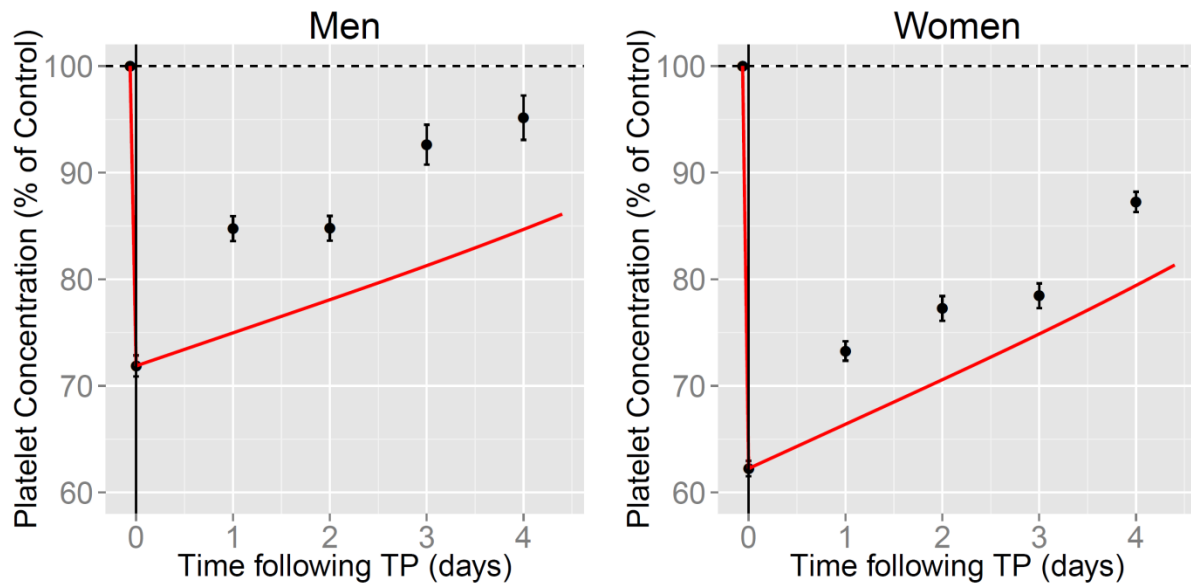 Men
Platelet Concentration (% of Control)
100
90
80
70
60
0 1 2 3 4
Time following TP (days)
Women
Platelet Concentration (% of Control)
100
90
80
70
60
0 1 2 3 4
Time following TP (days)